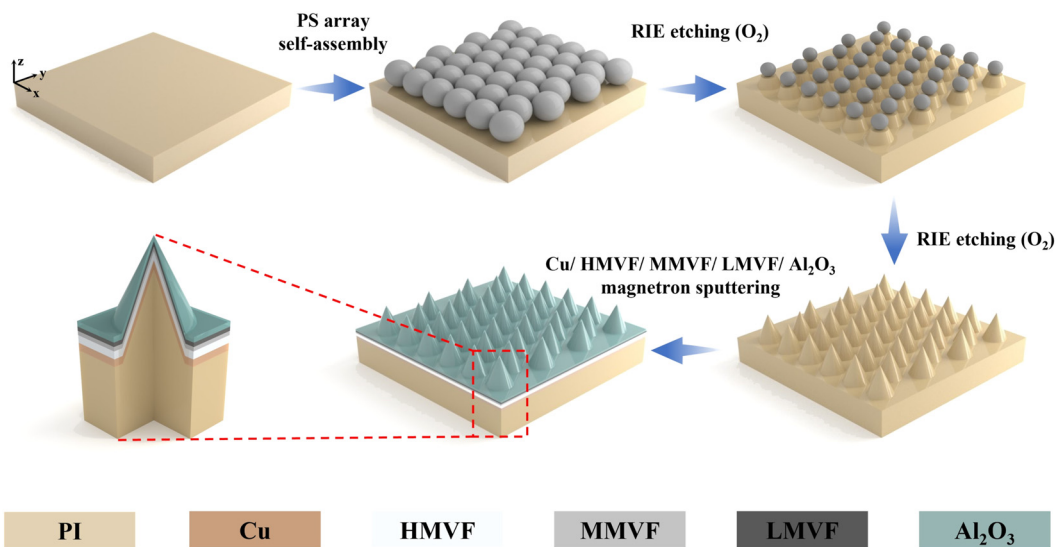 PS array
self-assembly
RIE etching (O₂)
z
y
x
RIE etching (O₂)
Cu/ HMVF/ MMVF/ LMVF/ Al₂O₃
magnetron sputtering
PI
Cu
HMVF
MMVF
LMVF
Al₂O₃